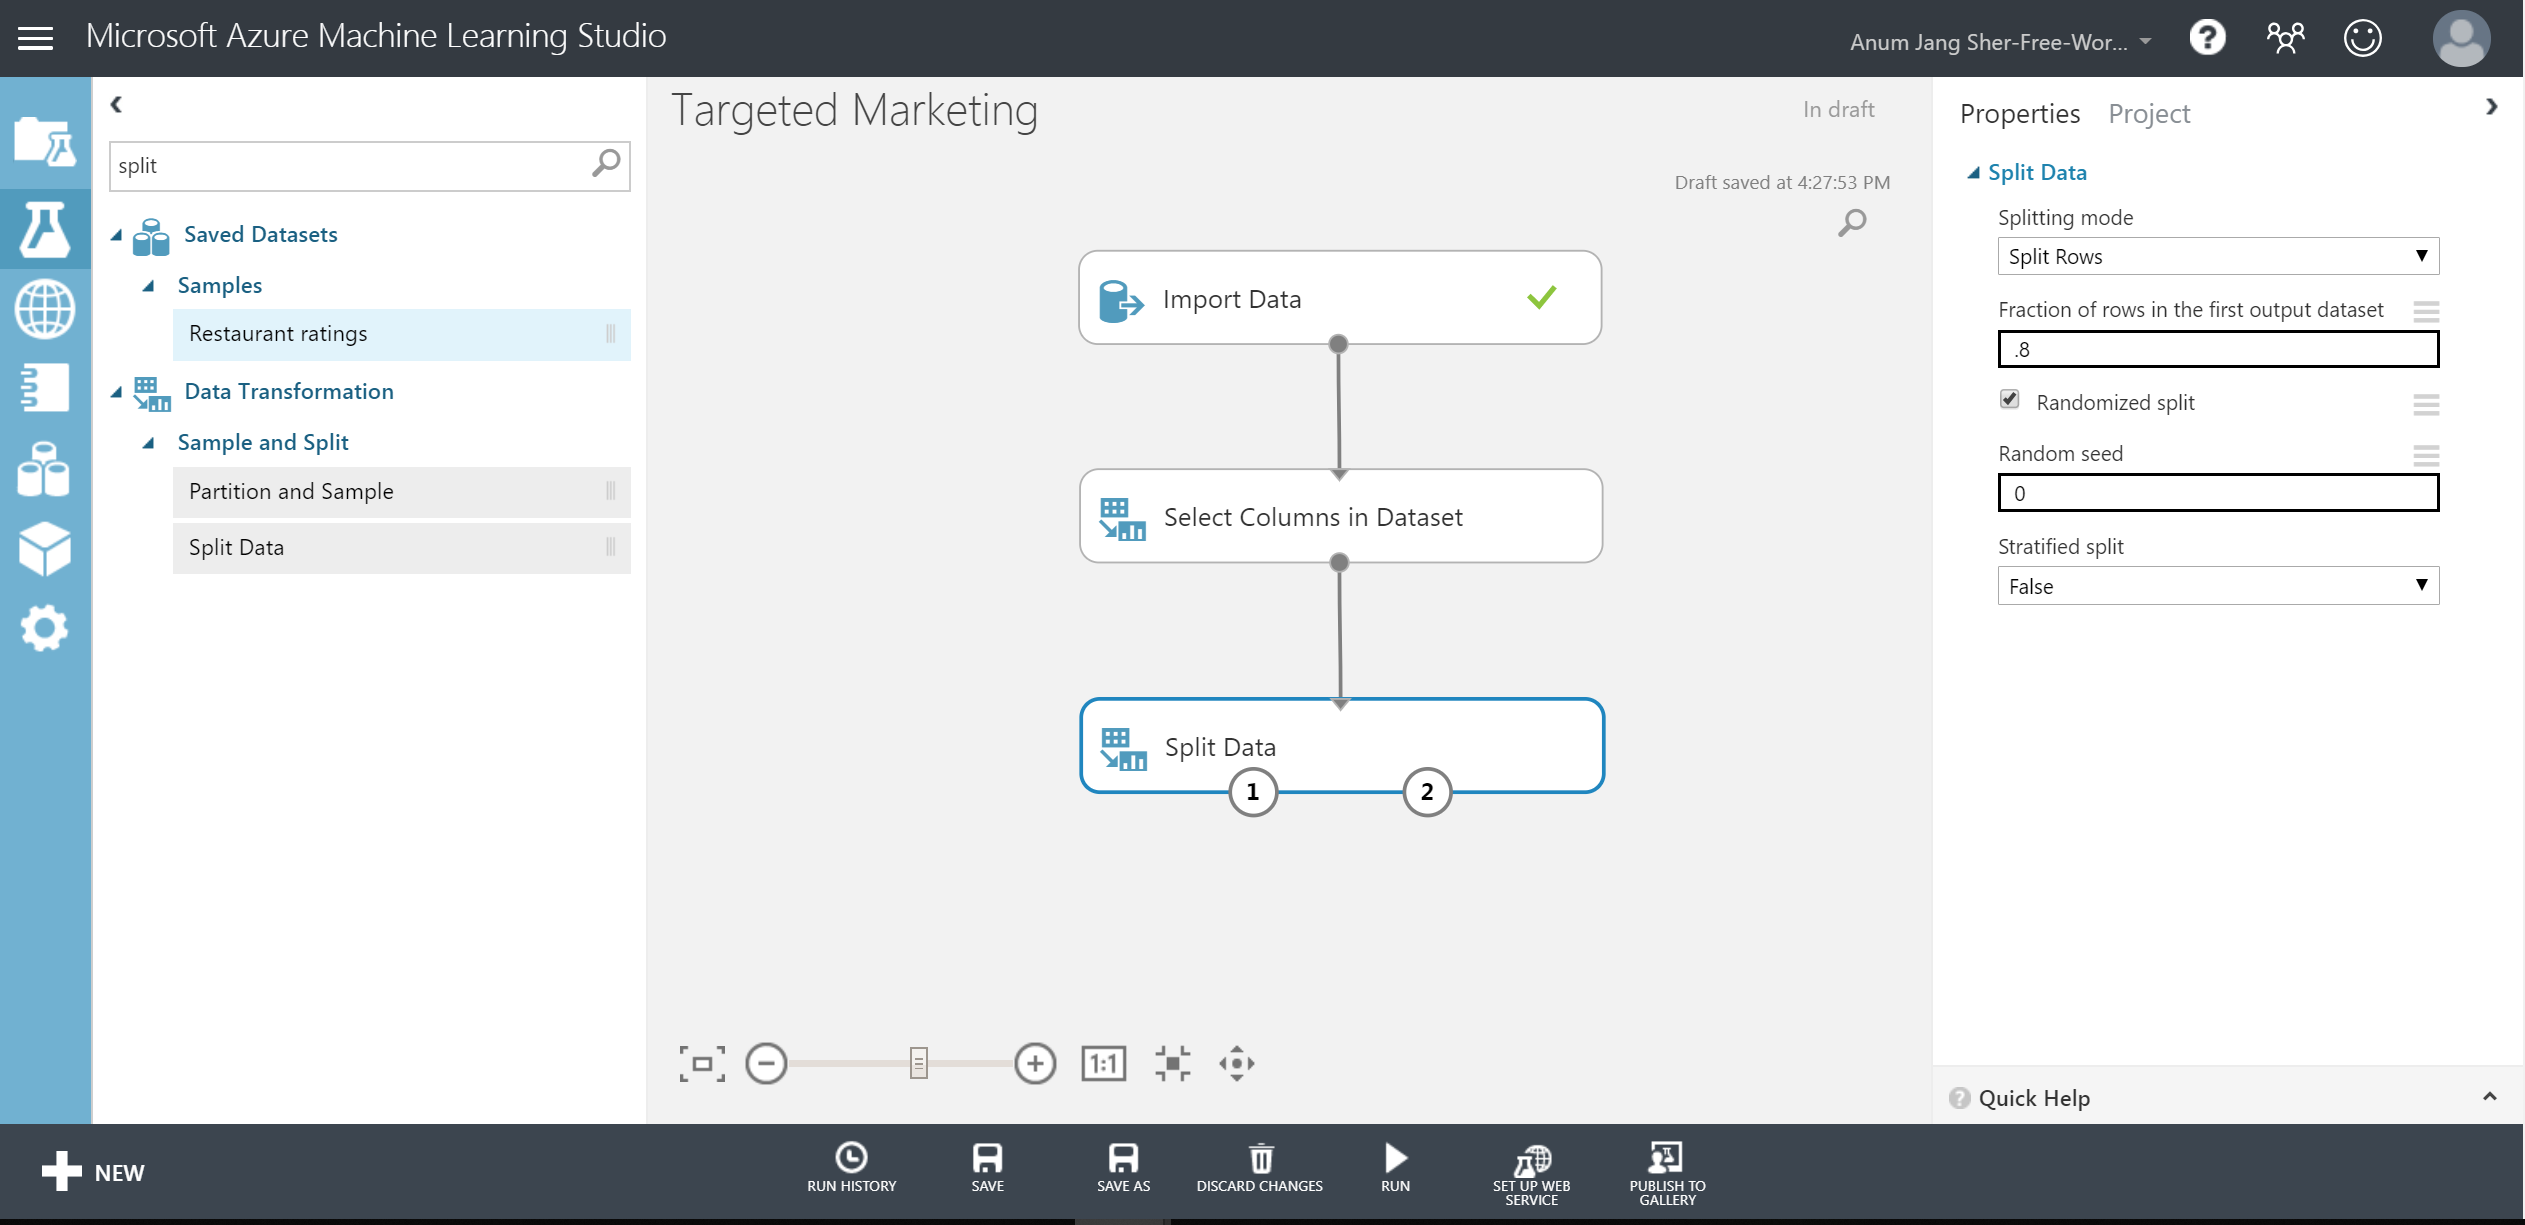 Microsoft Azure Machine Learning Studio
Anum Jang Sher-Free-Wor...
split
Saved Datasets
Samples
Restaurant ratings
Data Transformation
Sample and Split
Partition and Sample
Split Data
Targeted Marketing
In draft
Draft saved at 4:27:53 PM
Import Data
Select Columns in Dataset
Split Data
1
2
1:1
Properties
Project
Split Data
Splitting mode
Split Rows
Fraction of rows in the first output dataset
.8
Randomized split
Random seed
0
Stratified split
False
Quick Help
NEW
RUN HISTORY
SAVE
SAVE AS
DISCARD CHANGES
RUN
SET UP WEB
SERVICE
PUBLISH TO
GALLERY